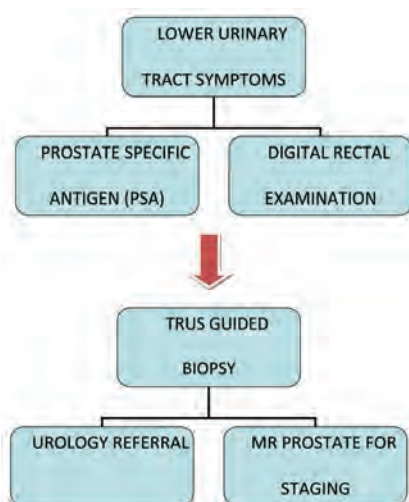 LOWER URINARY
TRACT SYMPTOMS
PROSTATE SPECIFIC
ANTIGEN (PSA)
DIGITAL RECTAL
EXAMINATION
TRUS GUIDED
BIOPSY
UROLOGY REFERRAL
MR PROSTATE FOR
STAGING